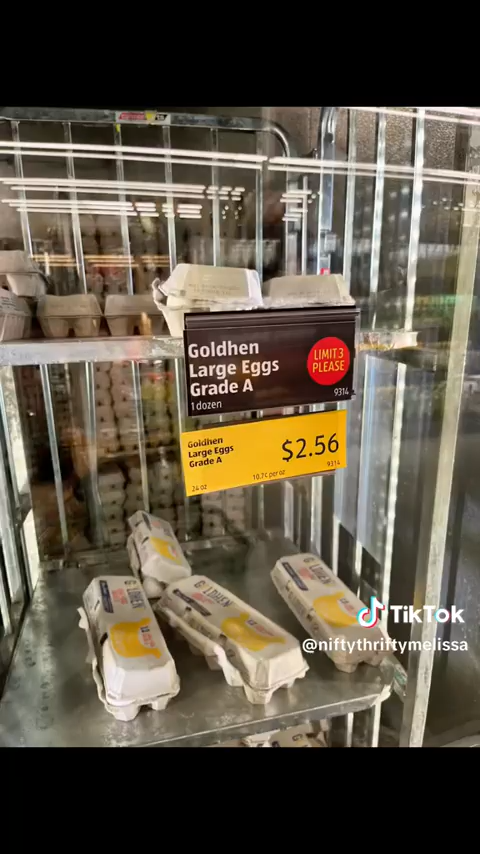 Goldhen
Large Eggs
Grade A
1 dozen
LIMIT 3
PLEASE
9314
Goldhen
Large Eggs
Grade A
$2.56
24 oz
10.7¢ per oz
9314
GOLDHEN
TikTok
@niftythriftymelissa